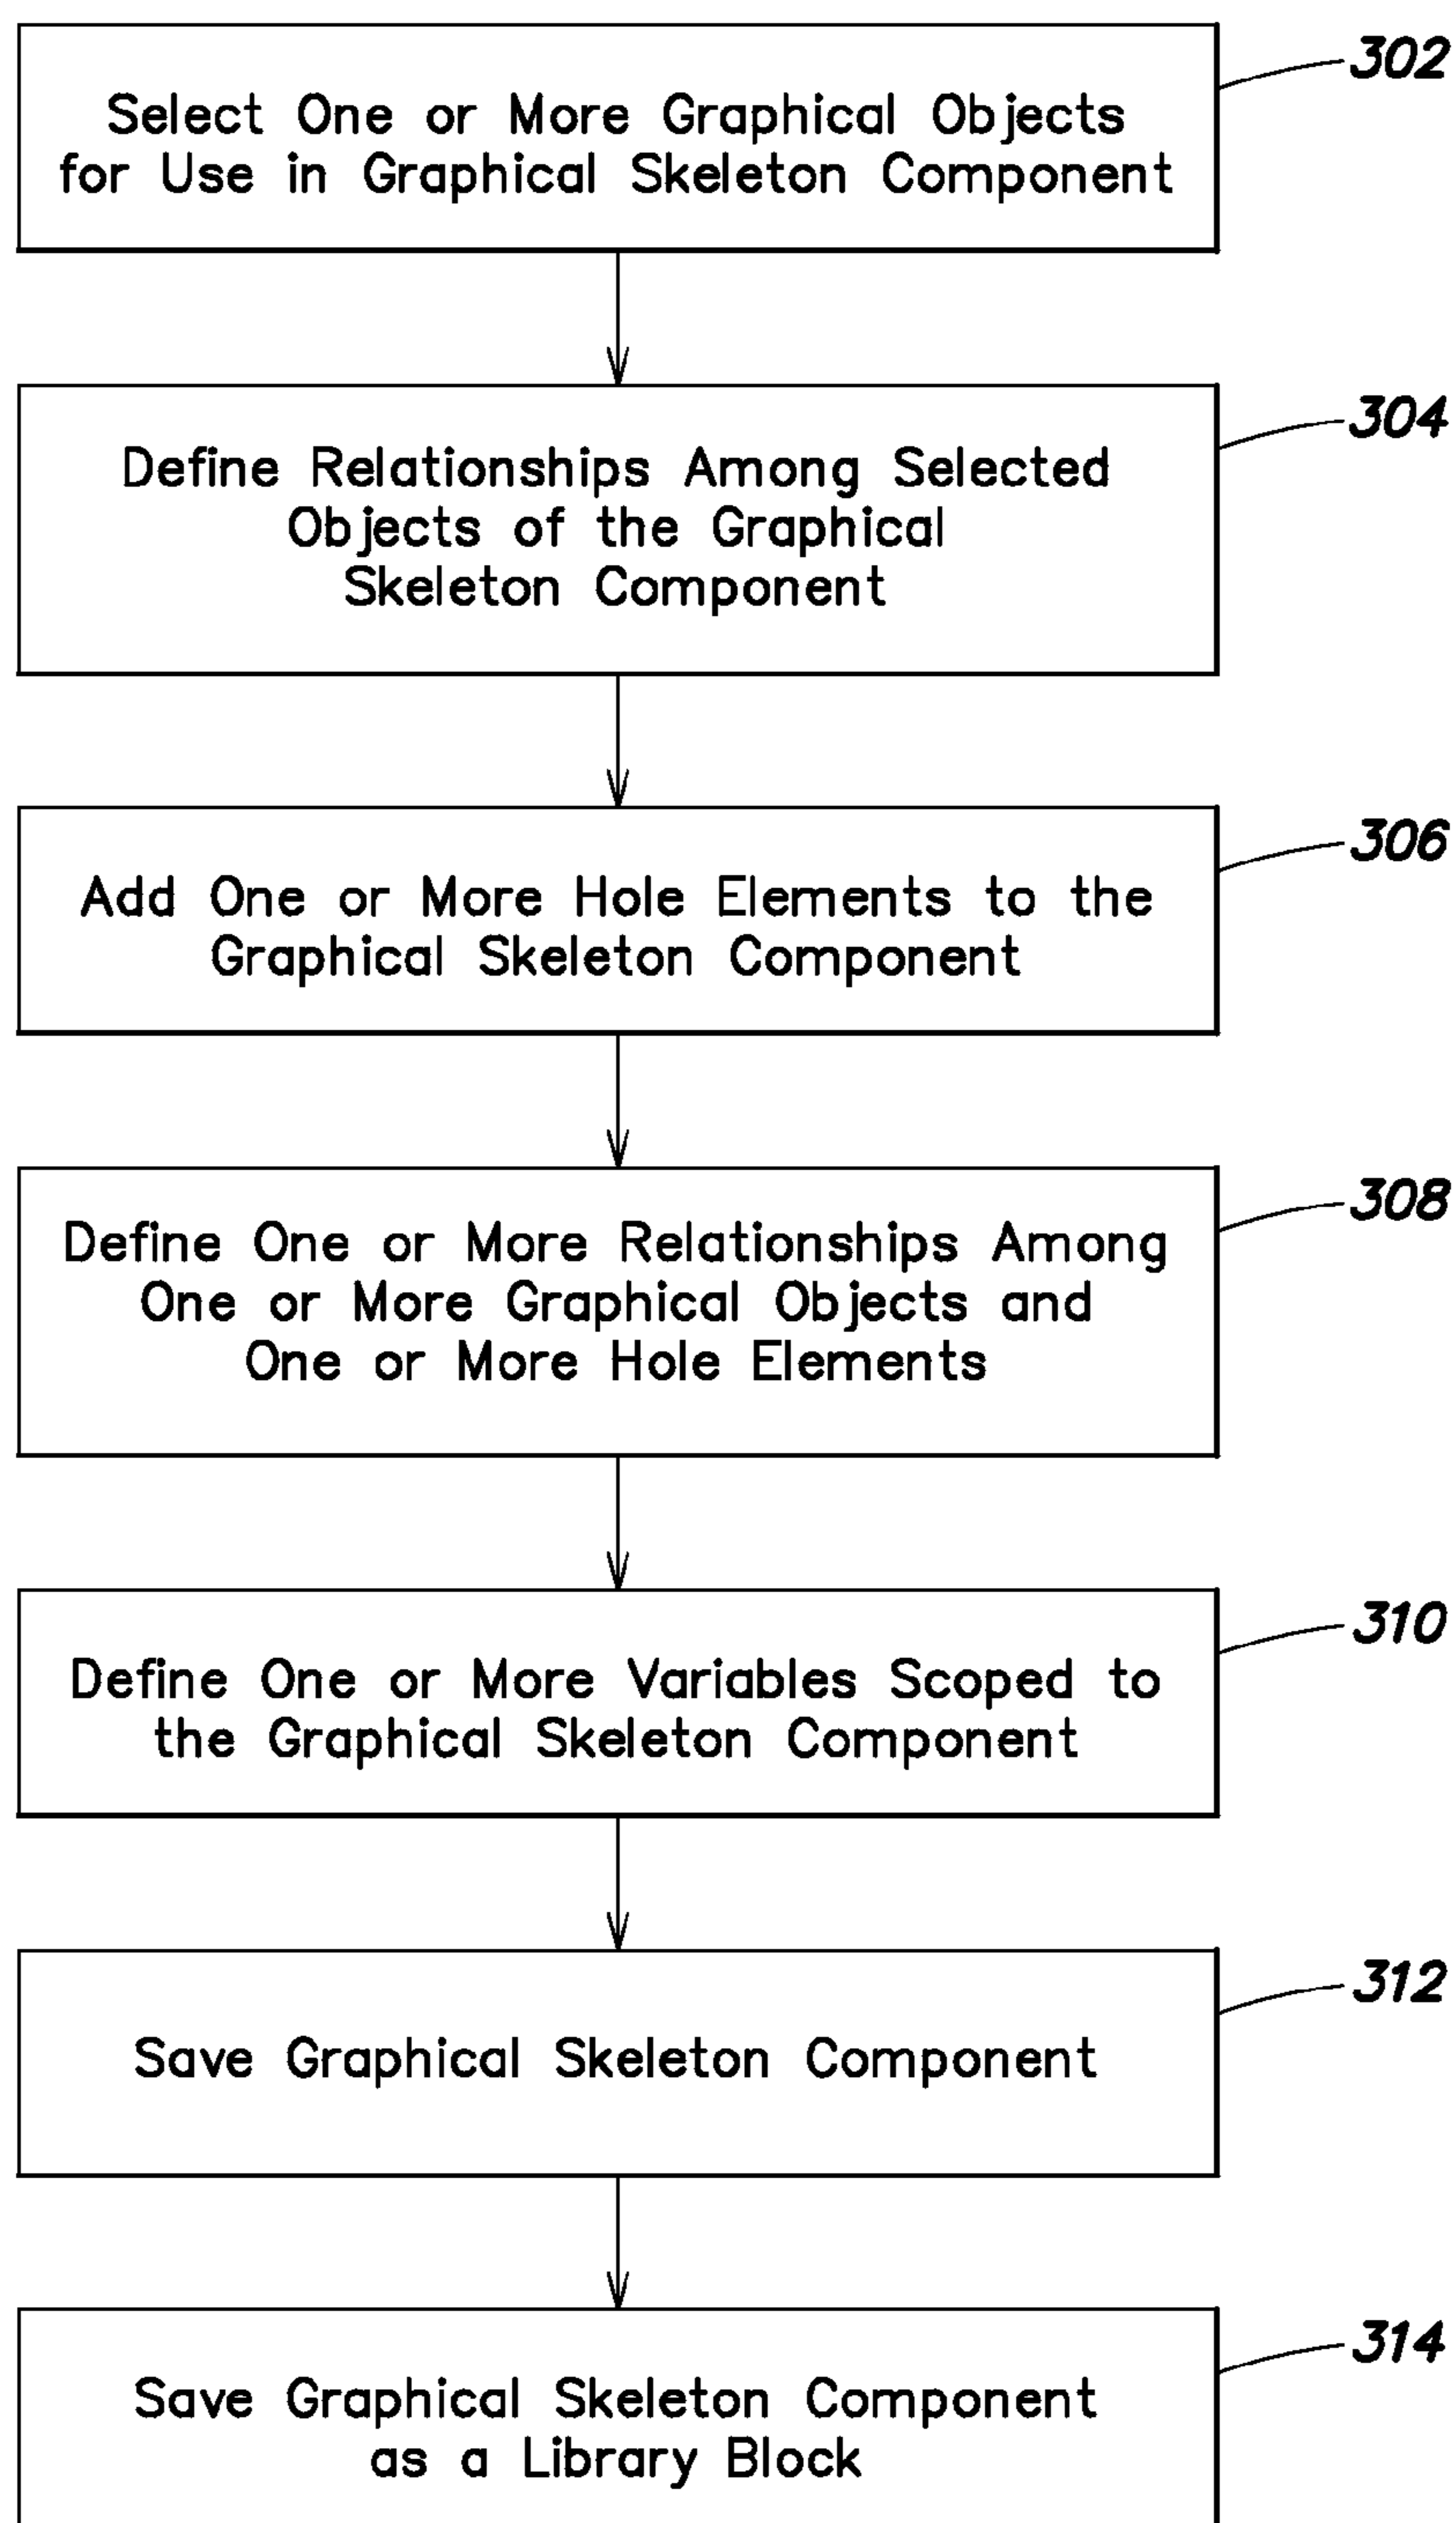 302
Select One or More Graphical Objects
for Use in Graphical Skeleton Component
304
Define Relationships Among Selected
Objects of the Graphical
Skeleton Component
306
Add One or More Hole Elements to the
Graphical Skeleton Component
308
Define One or More Relationships Among
One or More Graphical Objects and
One or More Hole Elements
310
Define One or More Variables Scoped to
the Graphical Skeleton Component
312
Save Graphical Skeleton Component
314
Save Graphical Skeleton Component
as a Library Block